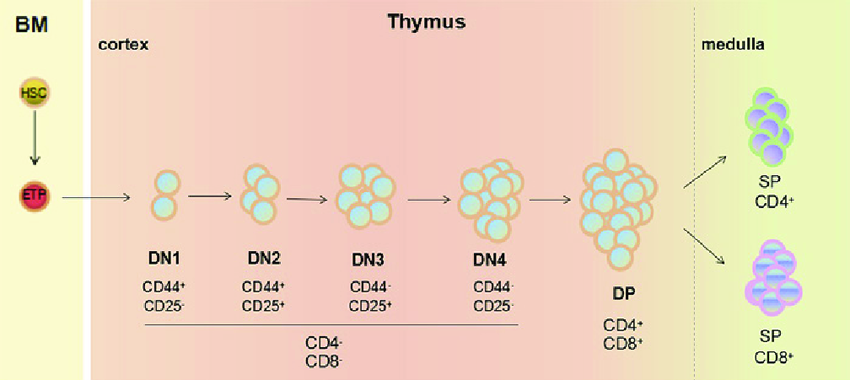 BM
Thymus
cortex
medulla
HSC
ETP
DN1
CD44⁺
CD25⁻
DN2
CD44⁺
CD25⁺
DN3
CD44⁻
CD25⁺
DN4
CD44⁻
CD25⁻
CD4⁻
CD8⁻
DP
CD4⁺
CD8⁺
SP
CD4⁺
SP
CD8⁺